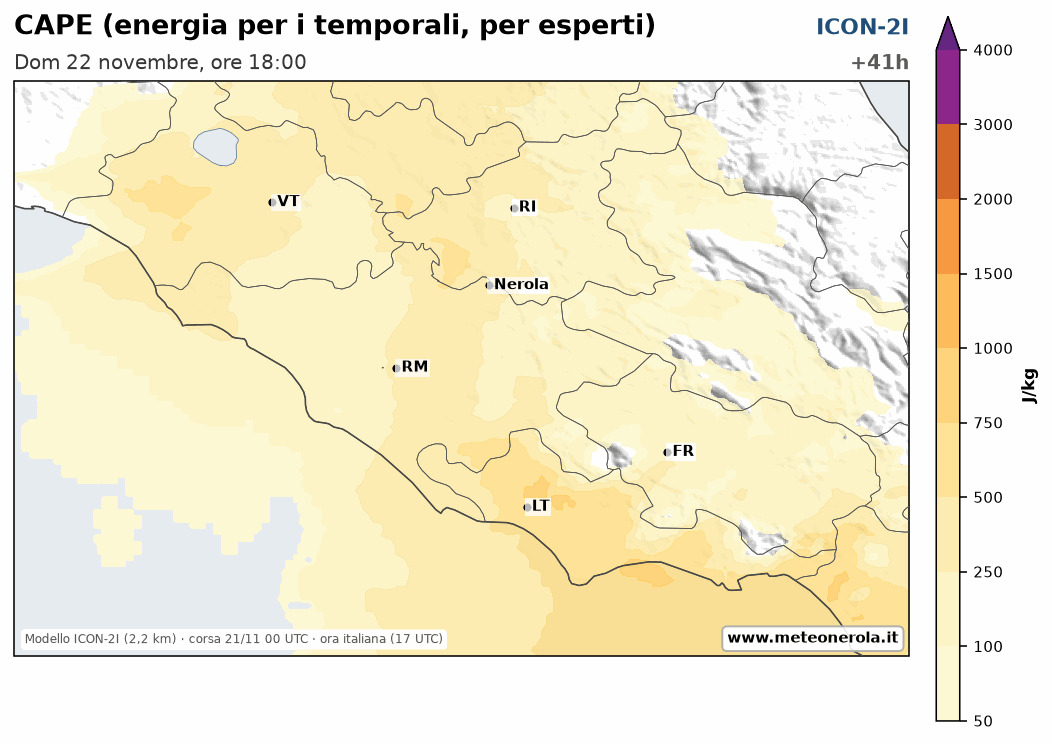 CAPE (energia per i temporali, per esperti)
ICON-2I
Dom 22 novembre, ore 18:00
+41h
VT
RI
Nerola
RM
FR
LT
Modello ICON-2I (2,2 km) · corsa 21/11 00 UTC · ora italiana (17 UTC)
www.meteonerola.it
4000
3000
2000
1500
1000
750
500
250
100
50
J/kg